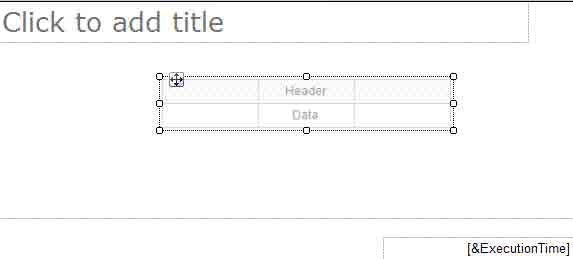 Click to add title
Header
Data
[&ExecutionTime]